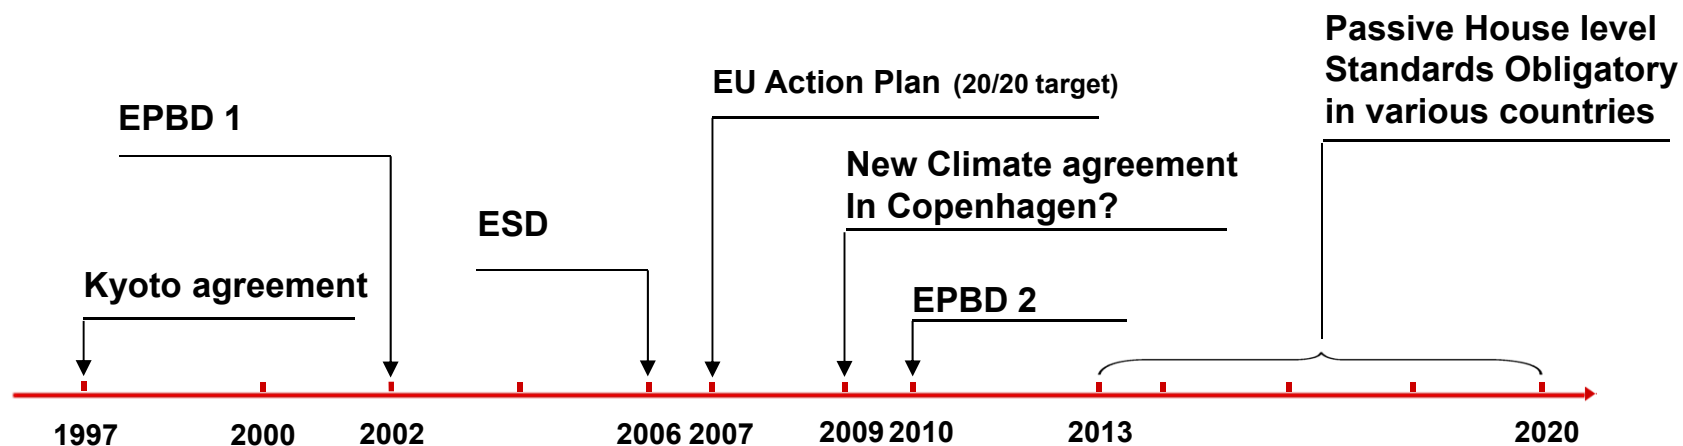 Passive House level
Standards Obligatory
in various countries
EU Action Plan (20/20 target)
EPBD 1
New Climate agreement
In Copenhagen?
ESD
Kyoto agreement
EPBD 2
1997 2000 2002 2006 2007 2009 2010 2013 2020